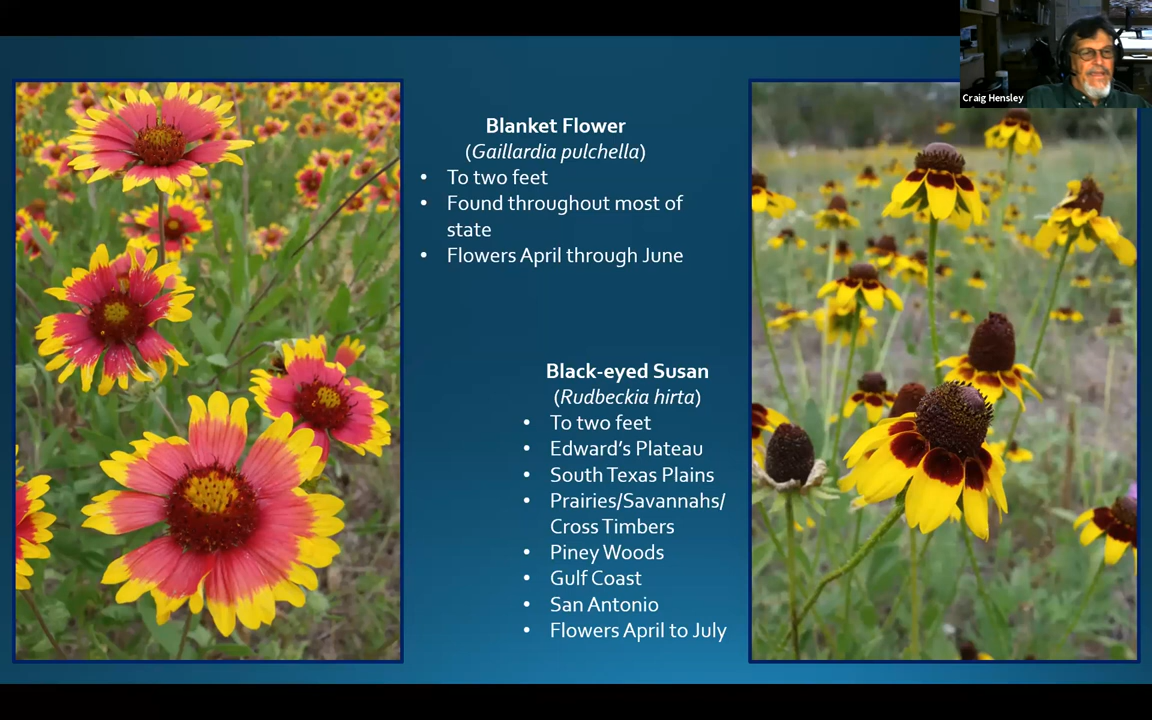 Craig Hensley
Blanket Flower
(Gaillardia pulchella)
• To two feet
• Found throughout most of
state
• Flowers April through June
Black-eyed Susan
(Rudbeckia hirta)
• To two feet
• Edward's Plateau
• South Texas Plains
• Prairies/Savannahs/
Cross Timbers
• Piney Woods
• Gulf Coast
• San Antonio
• Flowers April to July